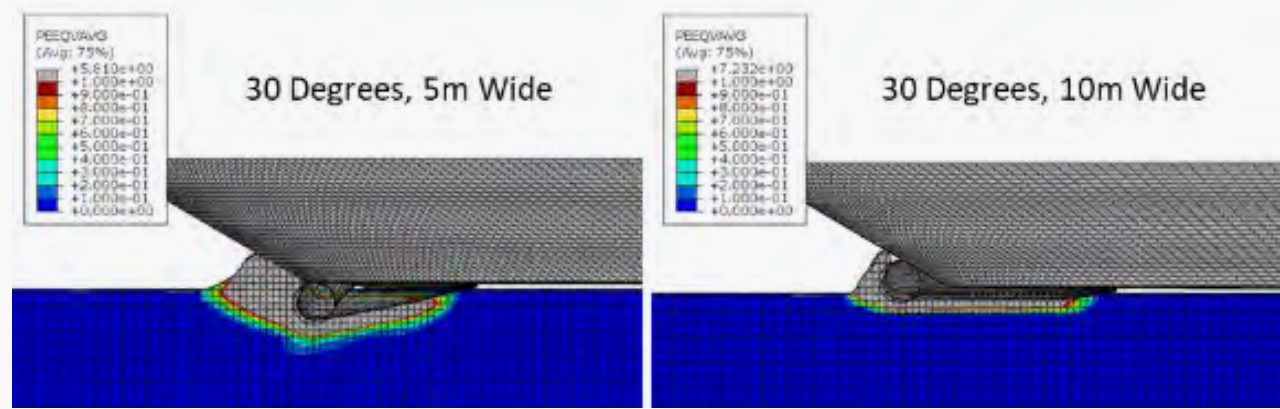 PEEQVAVG
(Avg: 75%)
+5.810e+00
+1.000e+00
+9.000e-01
+8.000e-01
+7.000e-01
+6.000e-01
+5.000e-01
+4.000e-01
+3.000e-01
+2.000e-01
+1.000e-01
+0.000e+00
30 Degrees, 5m Wide
PEEQVAVG
(Avg: 75%)
+7.232e+00
+1.000e+00
+9.000e-01
+8.000e-01
+7.000e-01
+6.000e-01
+5.000e-01
+4.000e-01
+3.000e-01
+2.000e-01
+1.000e-01
+0.000e+00
30 Degrees, 10m Wide